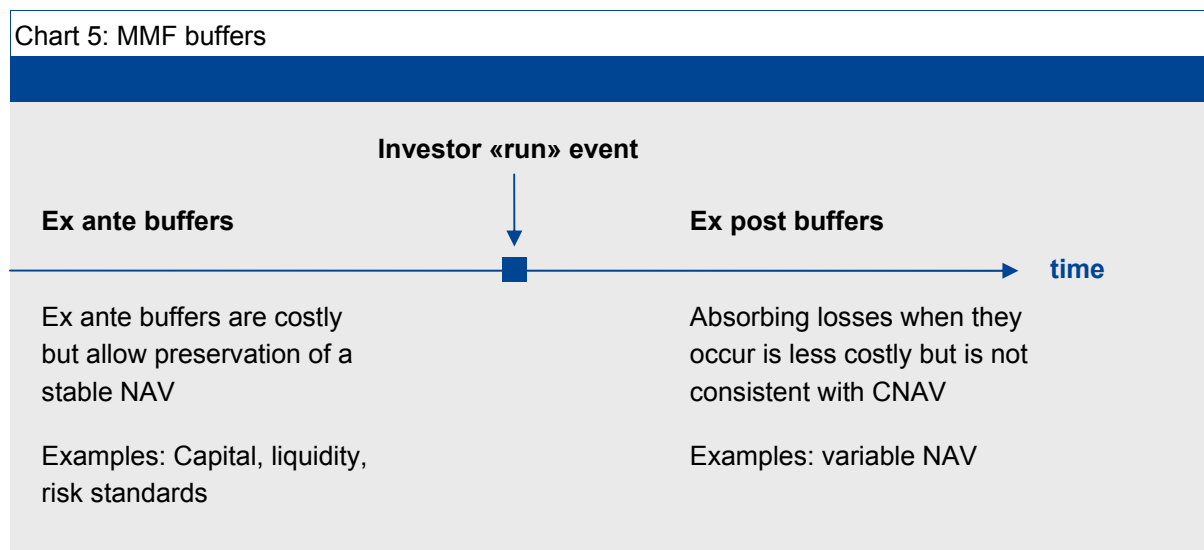 Chart 5: MMF buffers
Investor «run» event
Ex ante buffers
Ex post buffers
time
Ex ante buffers are costly
but allow preservation of a
stable NAV
Examples: Capital, liquidity,
risk standards
Absorbing losses when they
occur is less costly but is not
consistent with CNAV
Examples: variable NAV